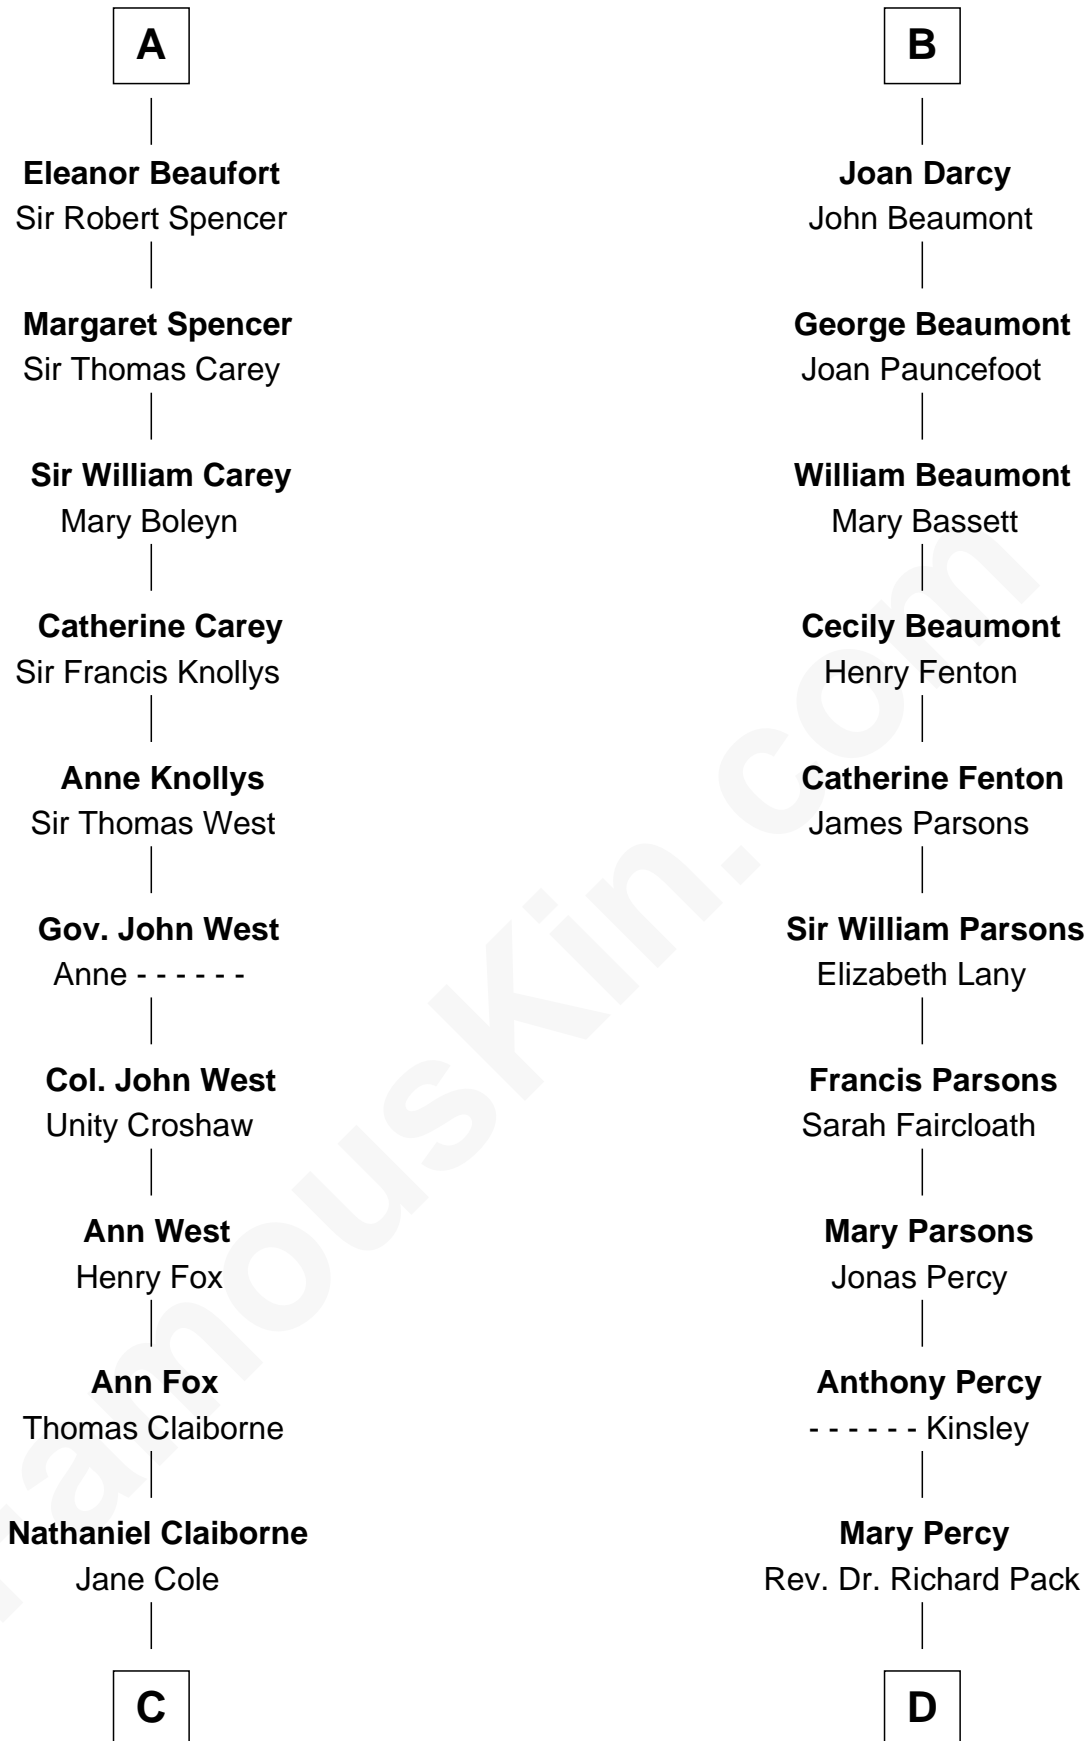 A
Eleanor Beaufort
Sir Robert Spencer
Margaret Spencer
Sir Thomas Carey
Sir William Carey
Mary Boleyn
Catherine Carey
Sir Francis Knollys
Anne Knollys
Sir Thomas West
Gov. John West
Anne - - - - - -
Col. John West
Unity Croshaw
Ann West
Henry Fox
Ann Fox
Thomas Claiborne
Nathaniel Claiborne
Jane Cole
C
B
Joan Darcy
John Beaumont
George Beaumont
Joan Pauncefoot
William Beaumont
Mary Bassett
Cecily Beaumont
Henry Fenton
Catherine Fenton
James Parsons
Sir William Parsons
Elizabeth Lany
Francis Parsons
Sarah Faircloath
Mary Parsons
Jonas Percy
Anthony Percy
- - - - - - Kinsley
Mary Percy
Rev. Dr. Richard Pack
D
FamousKin.com